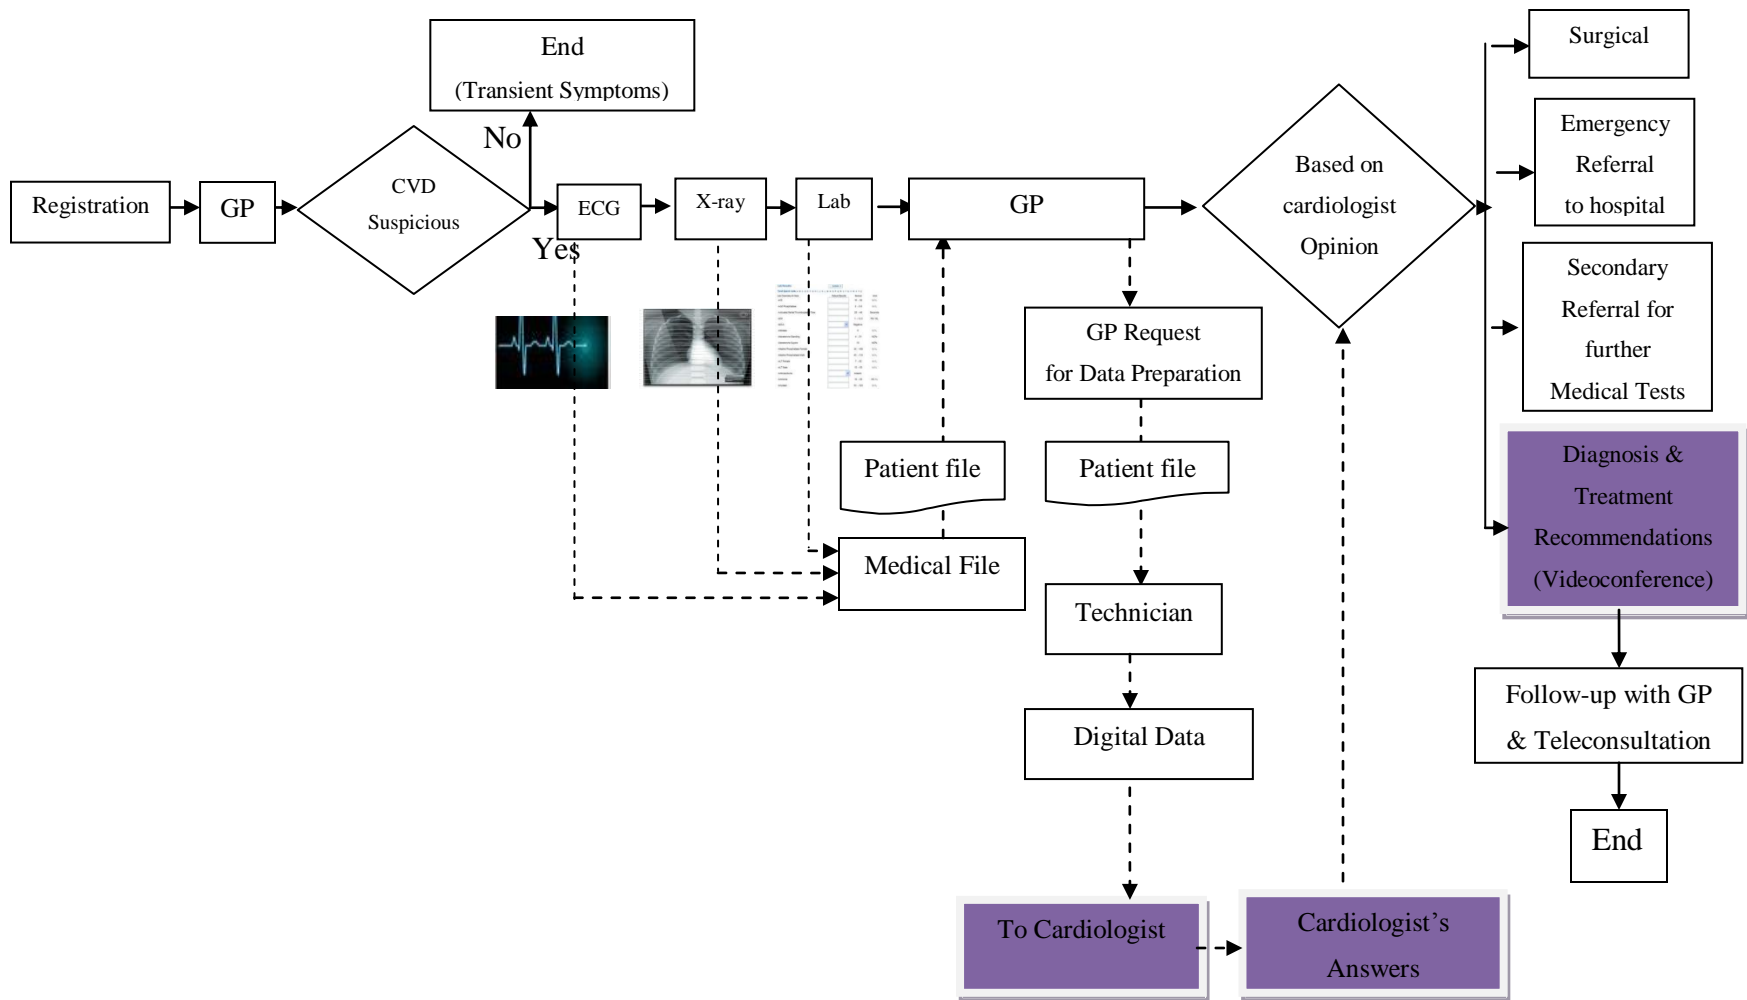 End
(Transient Symptoms)
No
Registration
GP
CVD
Suspicious
Yes
ECG
X-ray
Lab
GP
Based on
cardiologist
Opinion
Surgical
Emergency
Referral
to hospital
Secondary
Referral for
further
Medical Tests
Diagnosis &
Treatment
Recommendations
(Videoconference)
GP Request
for Data Preparation
Patient file
Patient file
Medical File
Technician
Digital Data
To Cardiologist
Cardiologist’s
Answers
Follow-up with GP
& Teleconsultation
End